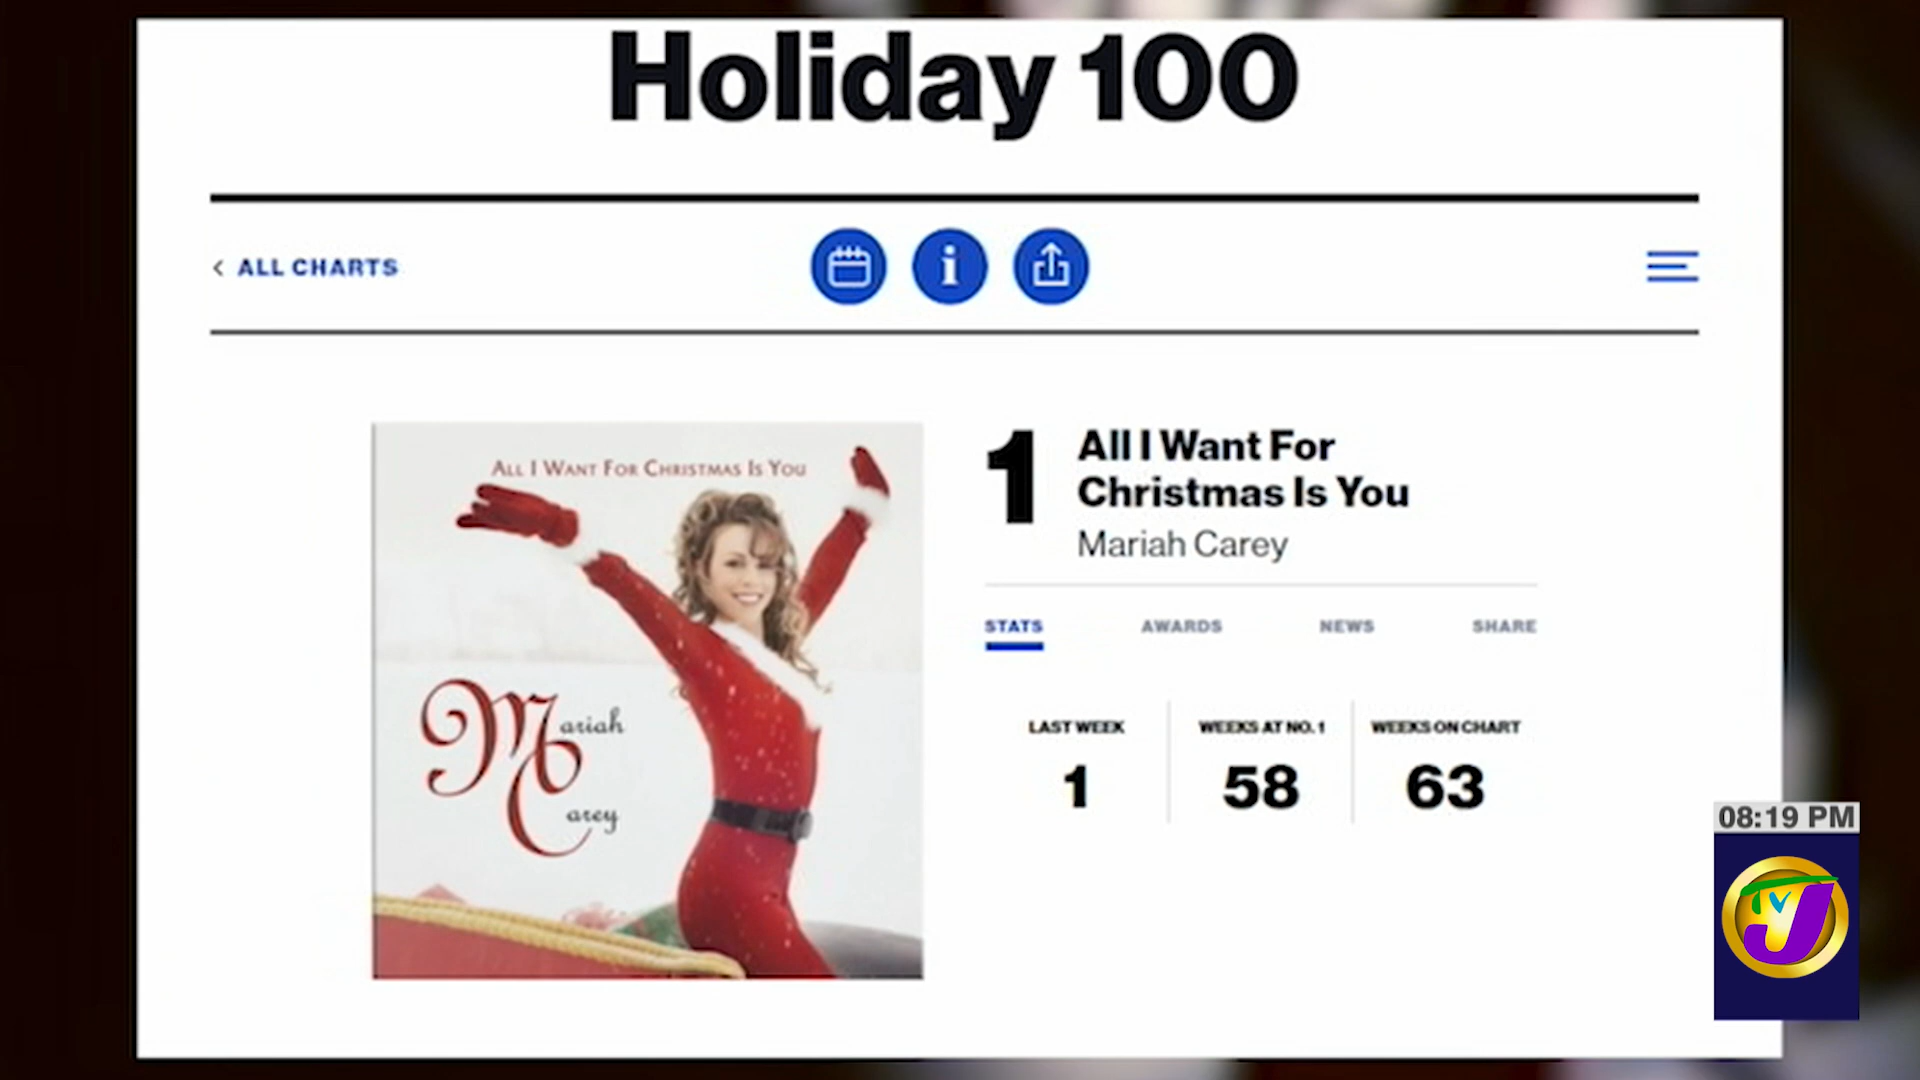 Holiday 100
< ALL CHARTS
ALL I WANT FOR CHRISTMAS IS YOU
Mariah
Carey
1
All I Want For
Christmas Is You
Mariah Carey
STATS AWARDS NEWS SHARE
LAST WEEK WEEKS AT NO. 1 WEEKS ON CHART
1 58 63
08:19 PM
TVJ